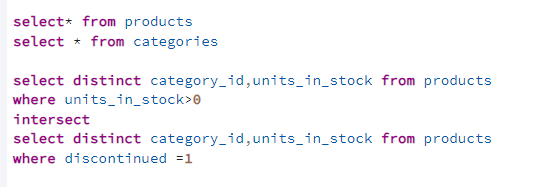 select* from products
select * from categories
select distinct category_id,units_in_stock from products
where units_in_stock>0
intersect
select distinct category_id,units_in_stock from products
where discontinued =1